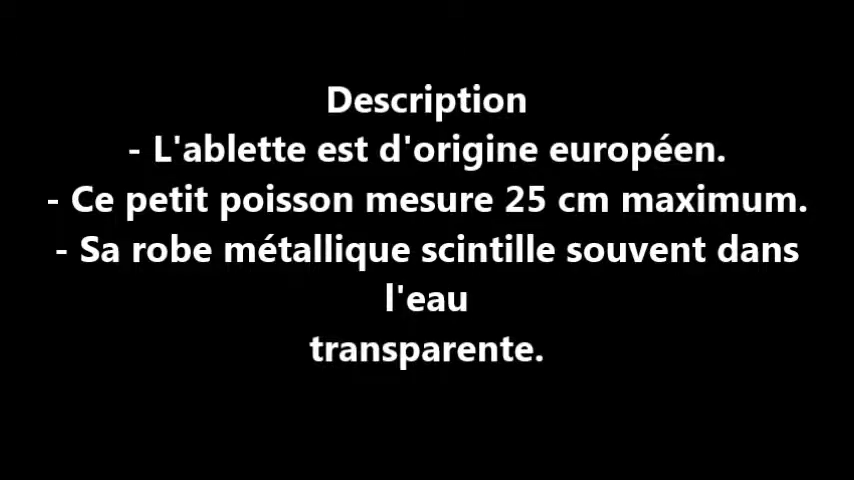 Description
- L'ablette est d'origine européen.
- Ce petit poisson mesure 25 cm maximum.
- Sa robe métallique scintille souvent dans
l'eau
transparente.